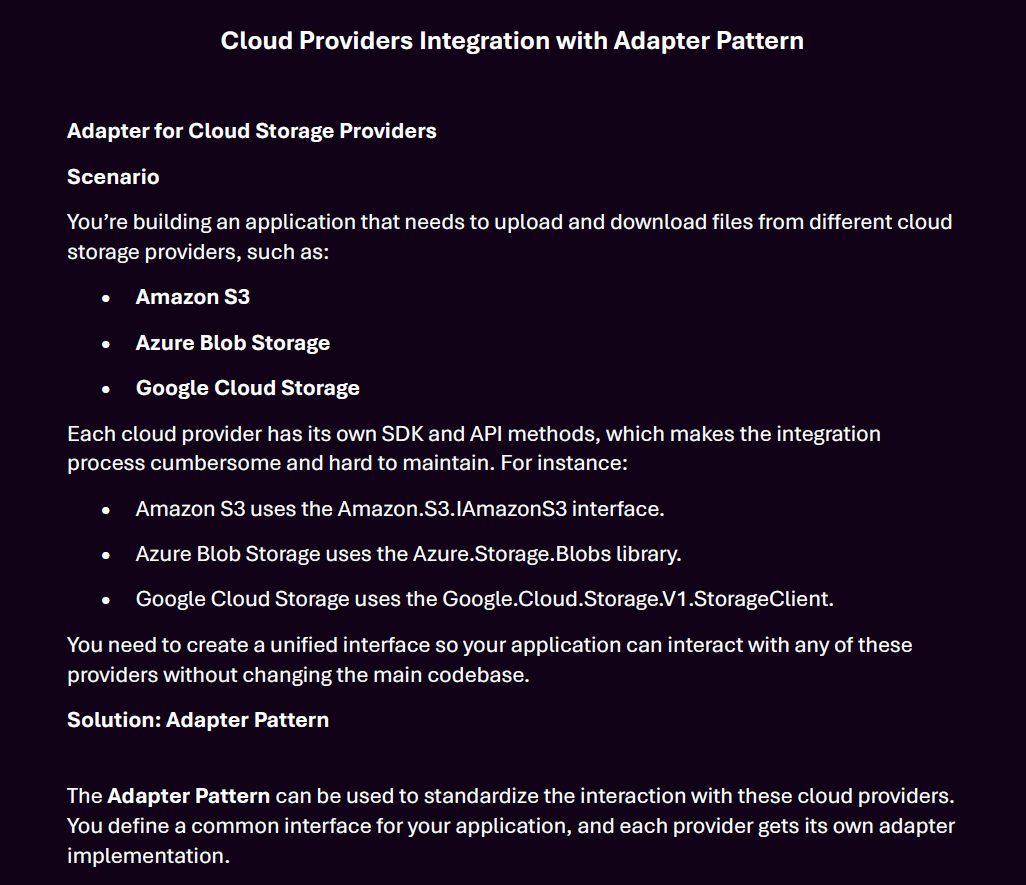 Cloud Providers Integration with Adapter Pattern
Adapter for Cloud Storage Providers
Scenario
You’re building an application that needs to upload and download files from different cloud
storage providers, such as:
• Amazon S3
• Azure Blob Storage
• Google Cloud Storage
Each cloud provider has its own SDK and API methods, which makes the integration
process cumbersome and hard to maintain. For instance:
• Amazon S3 uses the Amazon.S3.IAmazonS3 interface.
• Azure Blob Storage uses the Azure.Storage.Blobs library.
• Google Cloud Storage uses the Google.Cloud.Storage.V1.StorageClient.
You need to create a unified interface so your application can interact with any of these
providers without changing the main codebase.
Solution: Adapter Pattern
The Adapter Pattern can be used to standardize the interaction with these cloud providers.
You define a common interface for your application, and each provider gets its own adapter
implementation.